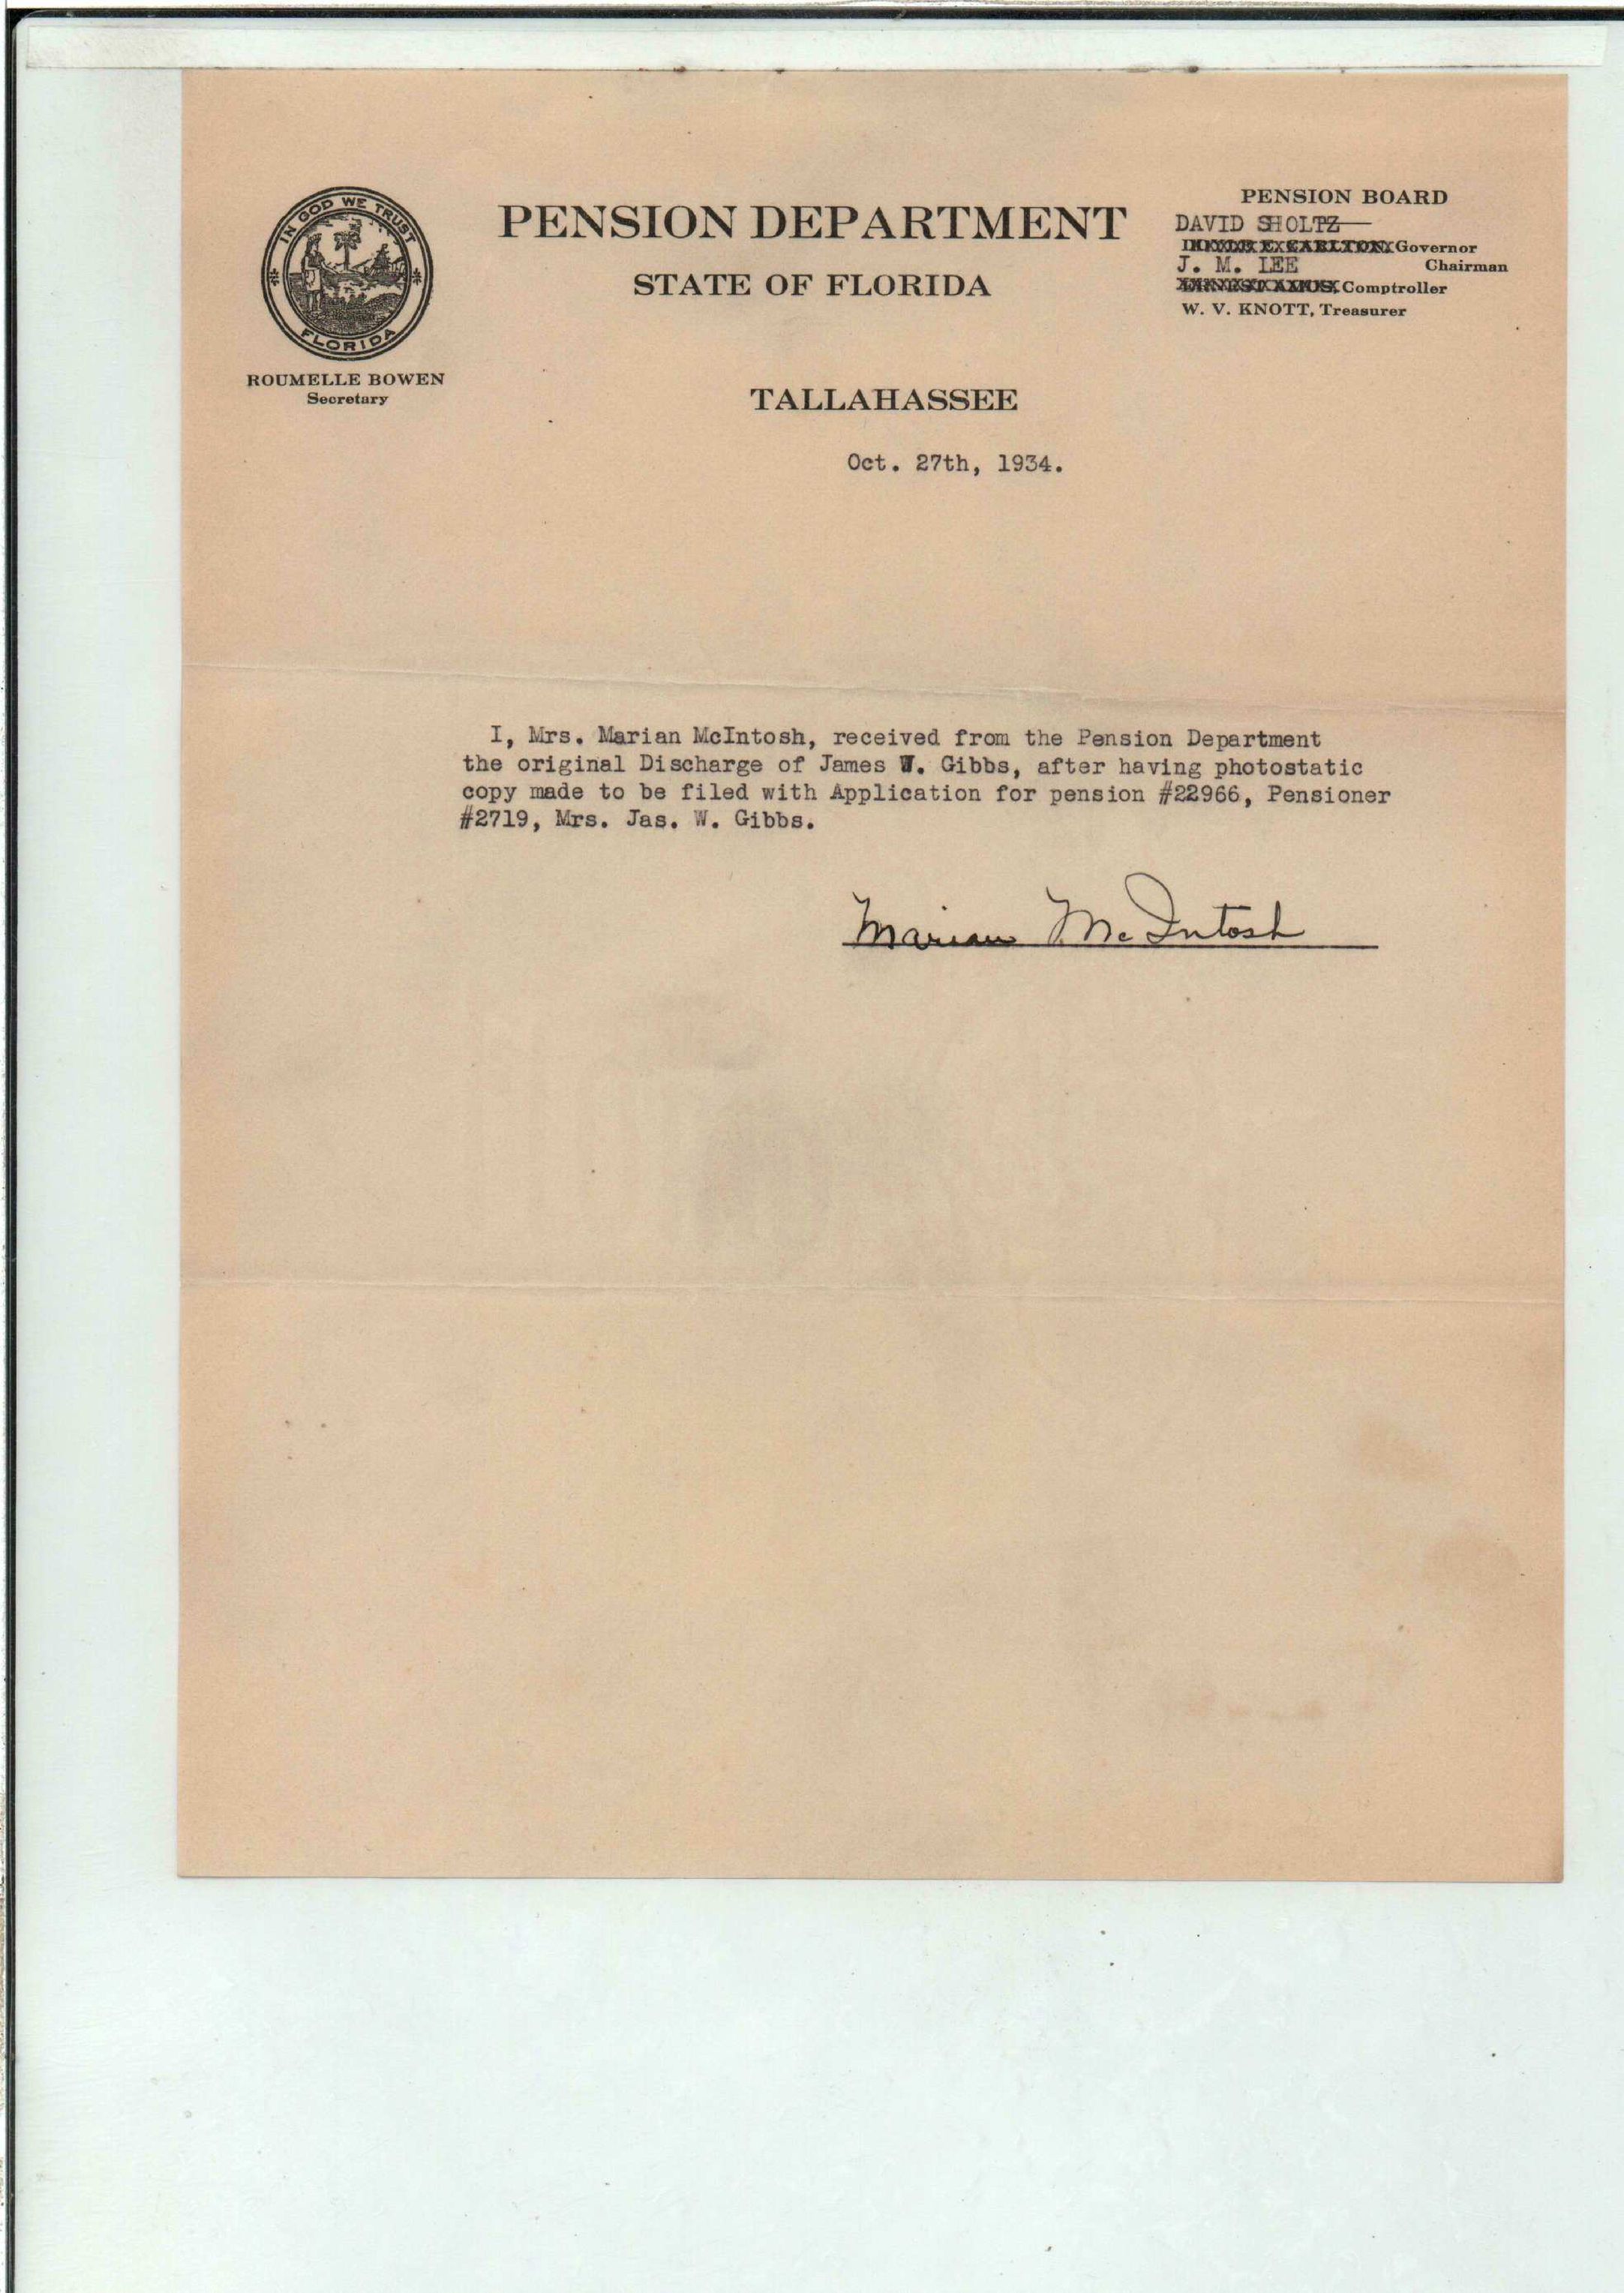 IN GOD WE TRUST
FLORIDA
ROUMELLE BOWEN
Secretary
PENSION DEPARTMENT
STATE OF FLORIDA
TALLAHASSEE
PENSION BOARD
DAVID SHOLTZ
Governor
J. M. LEE Chairman
Comptroller
W. V. KNOTT, Treasurer
Oct. 27th, 1934.
I, Mrs. Marian McIntosh, received from the Pension Department
the original Discharge of James W. Gibbs, after having photostatic
copy made to be filed with Application for pension #22966, Pensioner
#2719, Mrs. Jas. W. Gibbs.
Marian McIntosh